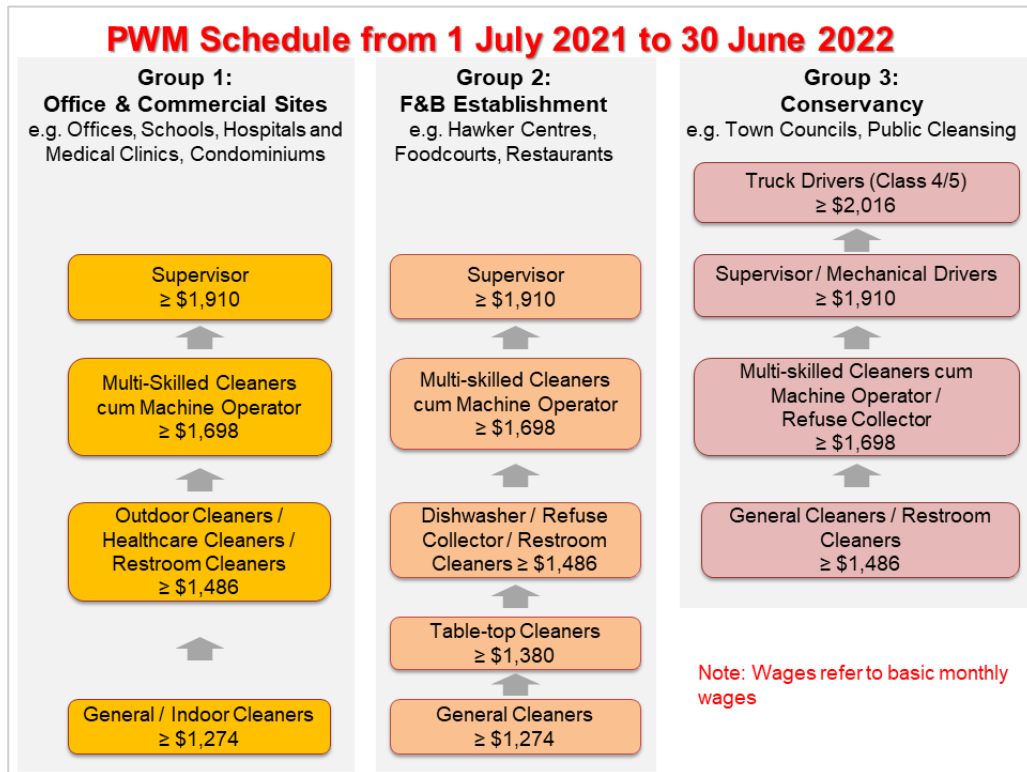 PWM Schedule from 1 July 2021 to 30 June 2022
Group 1:
Office & Commercial Sites
e.g. Offices, Schools, Hospitals and
Medical Clinics, Condominiums
Supervisor
≥ $1,910
Multi-Skilled Cleaners
cum Machine Operator
≥ $1,698
Outdoor Cleaners /
Healthcare Cleaners /
Restroom Cleaners
≥ $1,486
General / Indoor Cleaners
≥ $1,274
Group 2:
F&B Establishment
e.g. Hawker Centres,
Foodcourts, Restaurants
Supervisor
≥ $1,910
Multi-skilled Cleaners
cum Machine Operator
≥ $1,698
Dishwasher / Refuse
Collector / Restroom
Cleaners ≥ $1,486
Table-top Cleaners
≥ $1,380
General Cleaners
≥ $1,274
Group 3:
Conservancy
e.g. Town Councils, Public Cleansing
Truck Drivers (Class 4/5)
≥ $2,016
Supervisor / Mechanical Drivers
≥ $1,910
Multi-skilled Cleaners cum
Machine Operator /
Refuse Collector
≥ $1,698
General Cleaners / Restroom
Cleaners
≥ $1,486
Note: Wages refer to basic monthly
wages